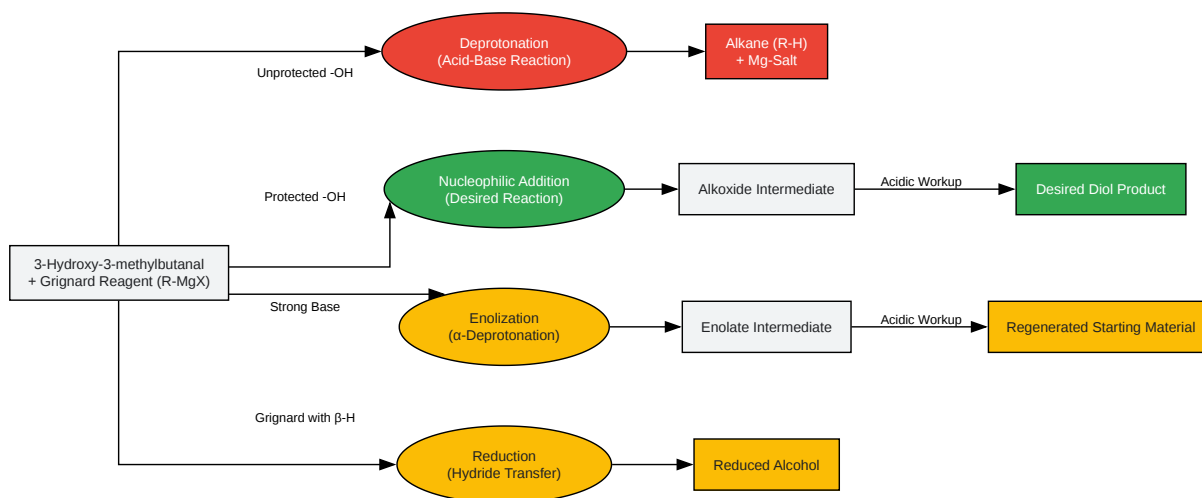 Deprotonation
(Acid-Base Reaction)
Alkane (R-H)
+ Mg-Salt
Unprotected -OH
Nucleophilic Addition
(Desired Reaction)
Alkoxide Intermediate
Acidic Workup
Desired Diol Product
Protected -OH
3-Hydroxy-3-methylbutanal
+ Grignard Reagent (R-MgX)
Strong Base
Enolization
(α-Deprotonation)
Enolate Intermediate
Acidic Workup
Regenerated Starting Material
Grignard with β-H
Reduction
(Hydride Transfer)
Reduced Alcohol